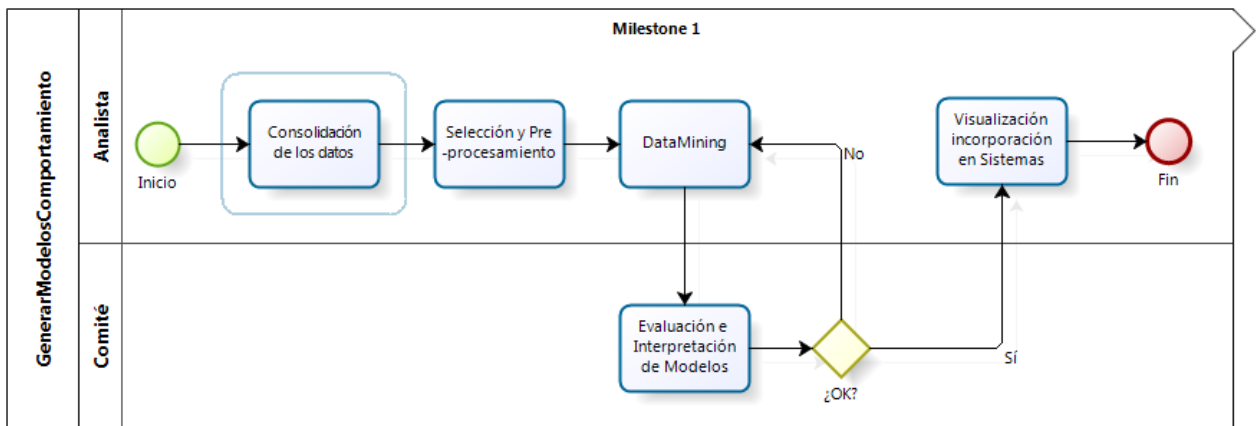 Milestone 1
GenerarModelosComportamiento
Analista
Inicio
Consolidación
de los datos
Selección y Pre
-procesamiento
DataMining
No
Visualización
incorporación
en Sistemas
Fin
Comité
Evaluación e
Interpretación
de Modelos
¿OK?
Sí